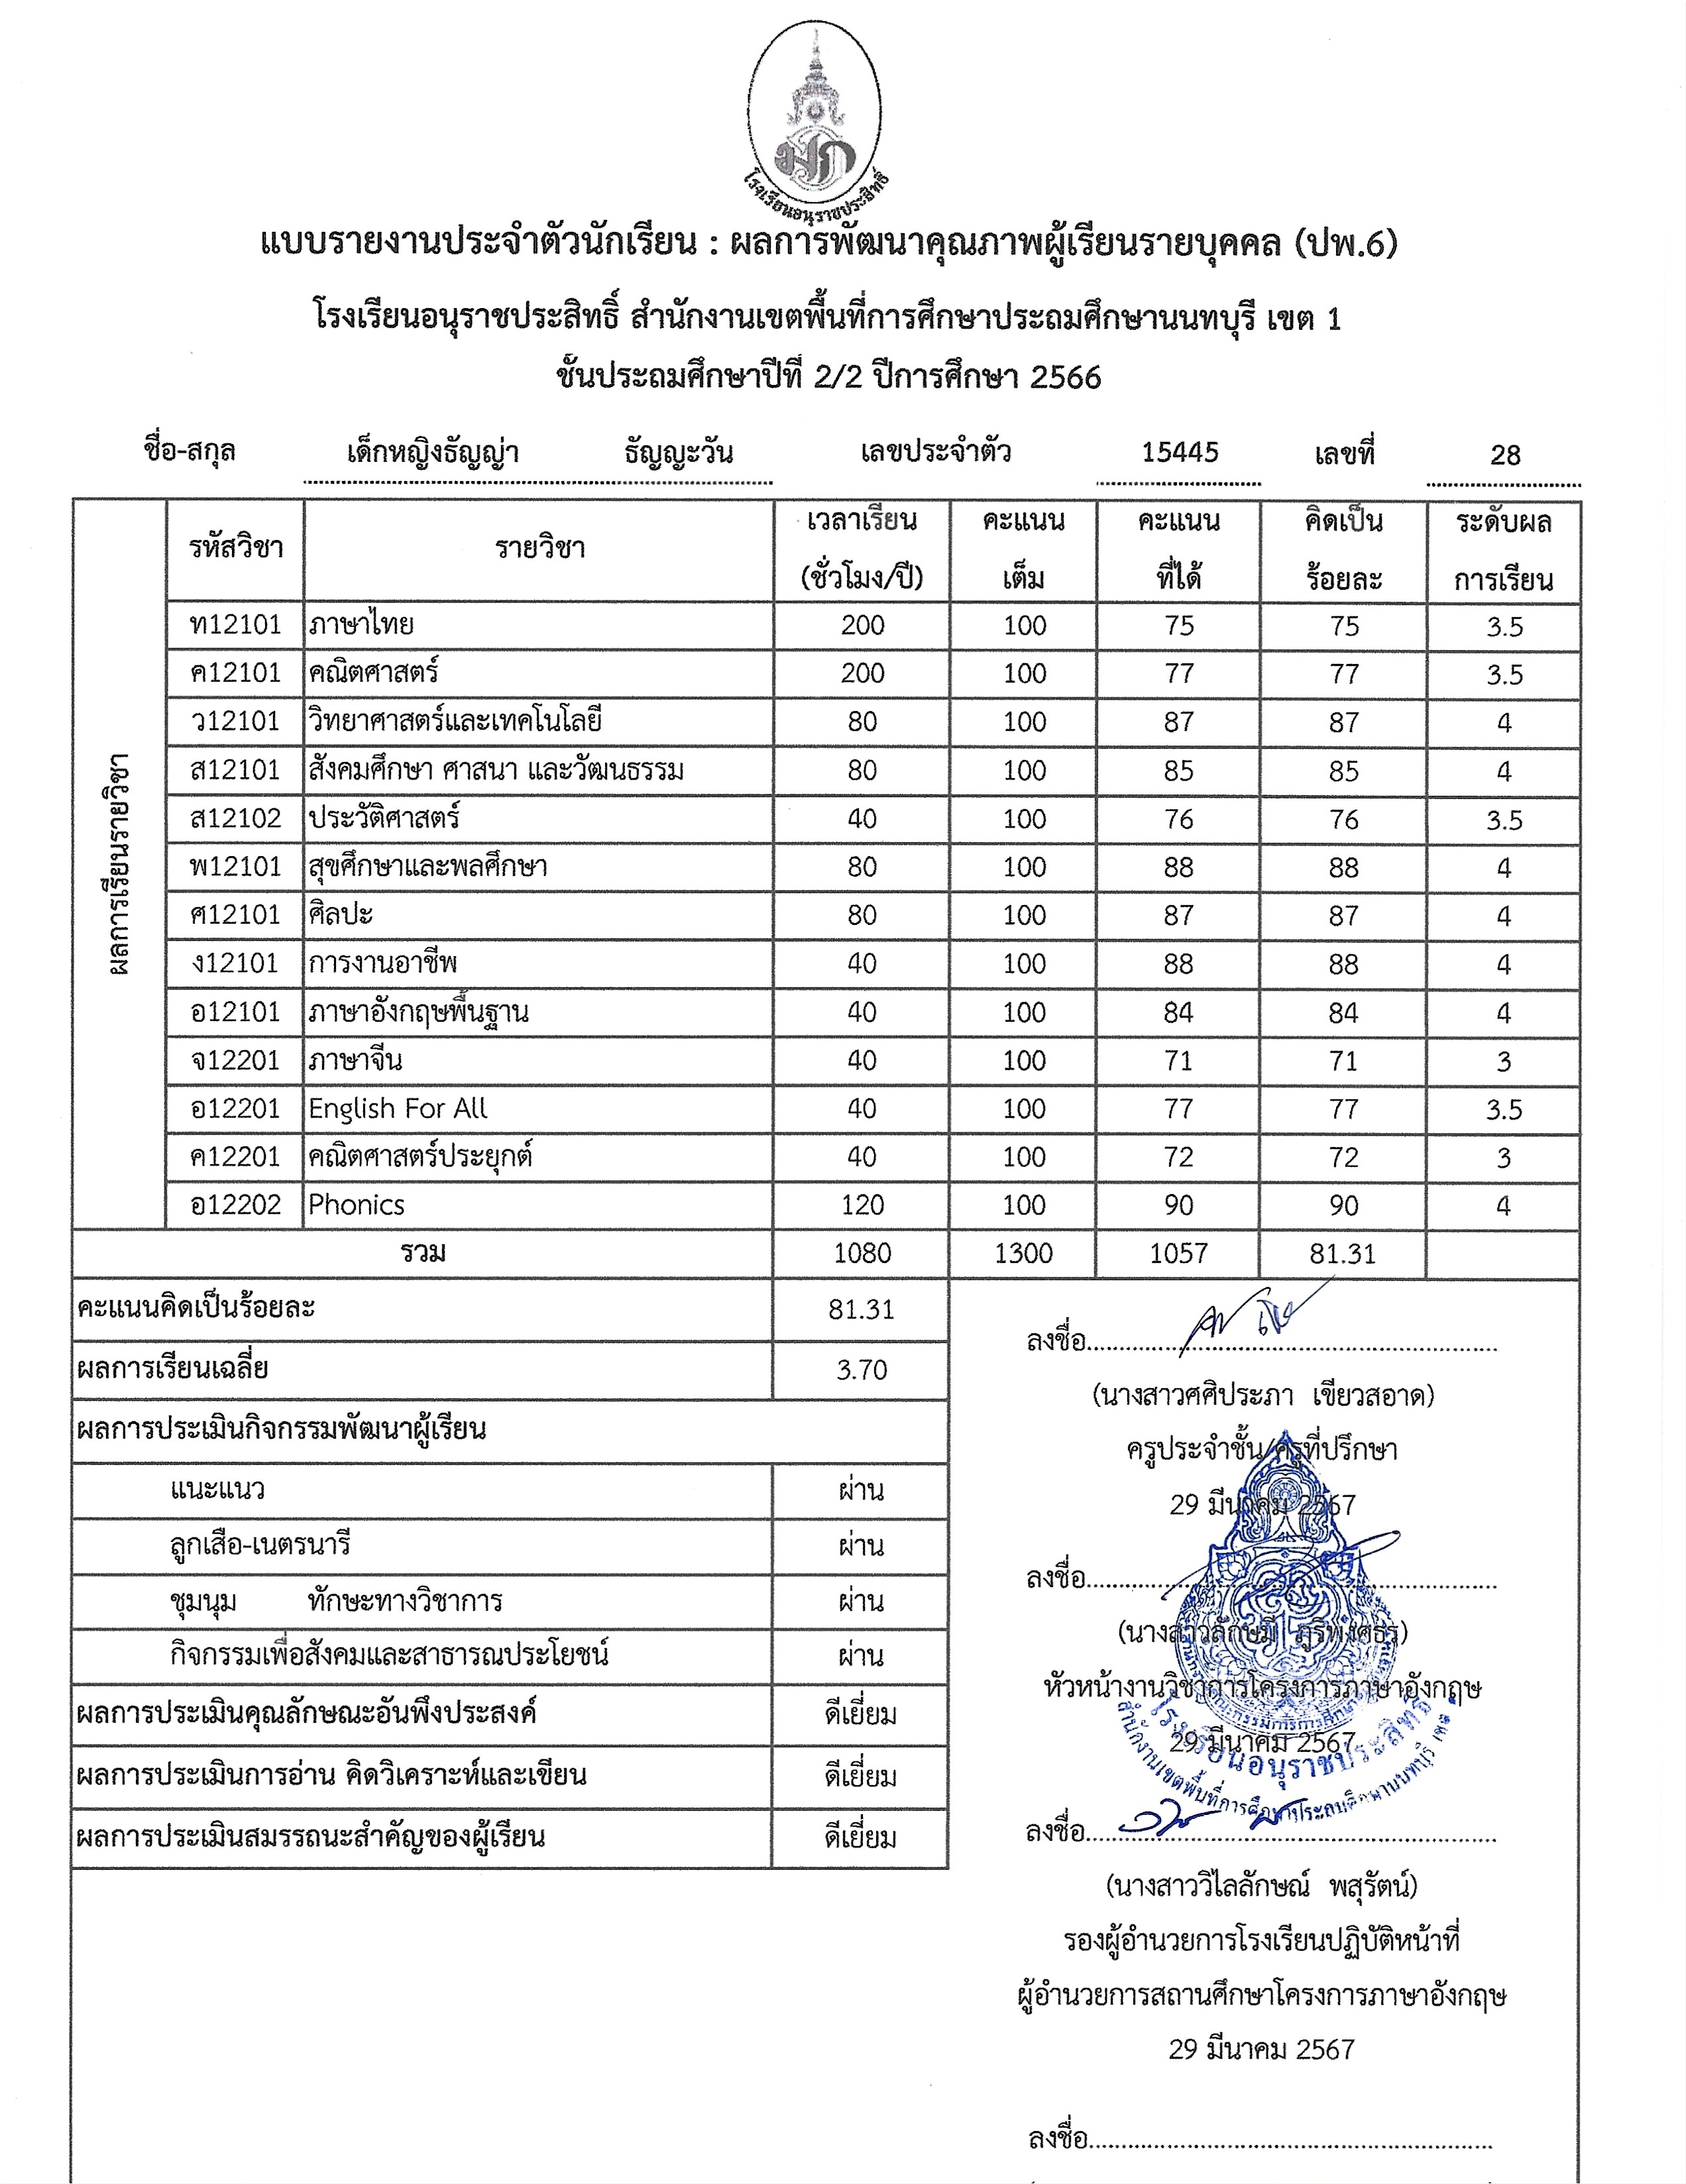 มก
โรงเรียนอนุราชประสิทธิ์
แบบรายงานประจำตัวนักเรียน : ผลการพัฒนาคุณภาพผู้เรียนรายบุคคล (ปพ.6)
โรงเรียนอนุราชประสิทธิ์ สำนักงานเขตพื้นที่การศึกษาประถมศึกษานนทบุรี เขต 1
ชั้นประถมศึกษาปีที่ 2/2 ปีการศึกษา 2566
ชื่อ-สกุล เด็กหญิงธัญญ่า ธัญญะวัน เลขประจำตัว 15445 เลขที่ 28
ผลการเรียนรายวิชา
รหัสวิชา รายวิชา เวลาเรียน (ชั่วโมง/ปี) คะแนนเต็ม คะแนนที่ได้ คิดเป็นร้อยละ ระดับผลการเรียน
ท12101 ภาษาไทย 200 100 75 75 3.5
ค12101 คณิตศาสตร์ 200 100 77 77 3.5
ว12101 วิทยาศาสตร์และเทคโนโลยี 80 100 87 87 4
ส12101 สังคมศึกษา ศาสนา และวัฒนธรรม 80 100 85 85 4
ส12102 ประวัติศาสตร์ 40 100 76 76 3.5
พ12101 สุขศึกษาและพลศึกษา 80 100 88 88 4
ศ12101 ศิลปะ 80 100 87 87 4
ง12101 การงานอาชีพ 40 100 88 88 4
อ12101 ภาษาอังกฤษพื้นฐาน 40 100 84 84 4
จ12201 ภาษาจีน 40 100 71 71 3
อ12201 English For All 40 100 77 77 3.5
ค12201 คณิตศาสตร์ประยุกต์ 40 100 72 72 3
อ12202 Phonics 120 100 90 90 4
รวม 1080 1300 1057 81.31
คะแนนคิดเป็นร้อยละ 81.31
ผลการเรียนเฉลี่ย 3.70
ผลการประเมินกิจกรรมพัฒนาผู้เรียน
แนะแนว ผ่าน
ลูกเสือ-เนตรนารี ผ่าน
ชุมนุม ทักษะทางวิชาการ ผ่าน
กิจกรรมเพื่อสังคมและสาธารณประโยชน์ ผ่าน
ผลการประเมินคุณลักษณะอันพึงประสงค์ ดีเยี่ยม
ผลการประเมินการอ่าน คิดวิเคราะห์และเขียน ดีเยี่ยม
ผลการประเมินสมรรถนะสำคัญของผู้เรียน ดีเยี่ยม
ลงชื่อ
(นางสาวศศิประภา เขียวสอาด)
ครูประจำชั้น/ครูที่ปรึกษา
29 มีนาคม 2567
ลงชื่อ
(นางสาวลักษมี ภูริพงศธร)
หัวหน้างานวิชาการโครงการภาษาอังกฤษ
29 มีนาคม 2567
โรงเรียนอนุราชประสิทธิ์
สำนักงานเขตพื้นที่การศึกษาประถมศึกษานนทบุรี เขต
ลงชื่อ
(นางสาววิไลลักษณ์ พสุรัตน์)
รองผู้อำนวยการโรงเรียนปฏิบัติหน้าที่
ผู้อำนวยการสถานศึกษาโครงการภาษาอังกฤษ
29 มีนาคม 2567
ลงชื่อ